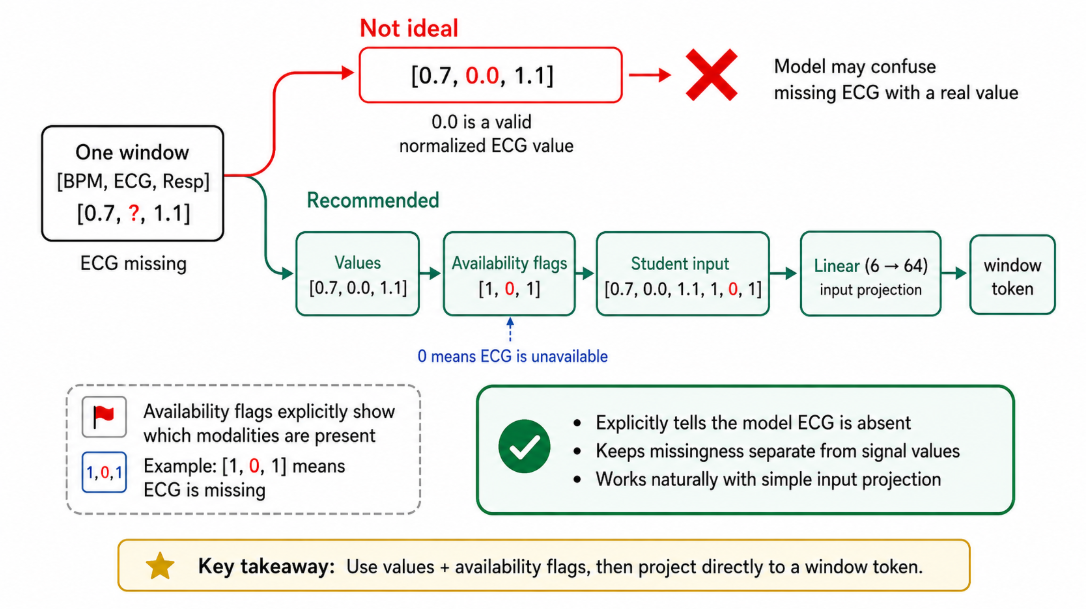 Not ideal
[0.7, 0.0, 1.1]
0.0 is a valid
normalized ECG value
Model may confuse
missing ECG with a real value
One window
[BPM, ECG, Resp]
[0.7, ?, 1.1]
ECG missing
Recommended
Values
[0.7, 0.0, 1.1]
Availability flags
[1, 0, 1]
Student input
[0.7, 0.0, 1.1, 1, 0, 1]
Linear (6 → 64)
input projection
window
token
0 means ECG is unavailable
Availability flags explicitly show
which modalities are present
1,0,1
Example: [1, 0, 1] means
ECG is missing
• Explicitly tells the model ECG is absent
• Keeps missingness separate from signal values
• Works naturally with simple input projection
Key takeaway: Use values + availability flags, then project directly to a window token.